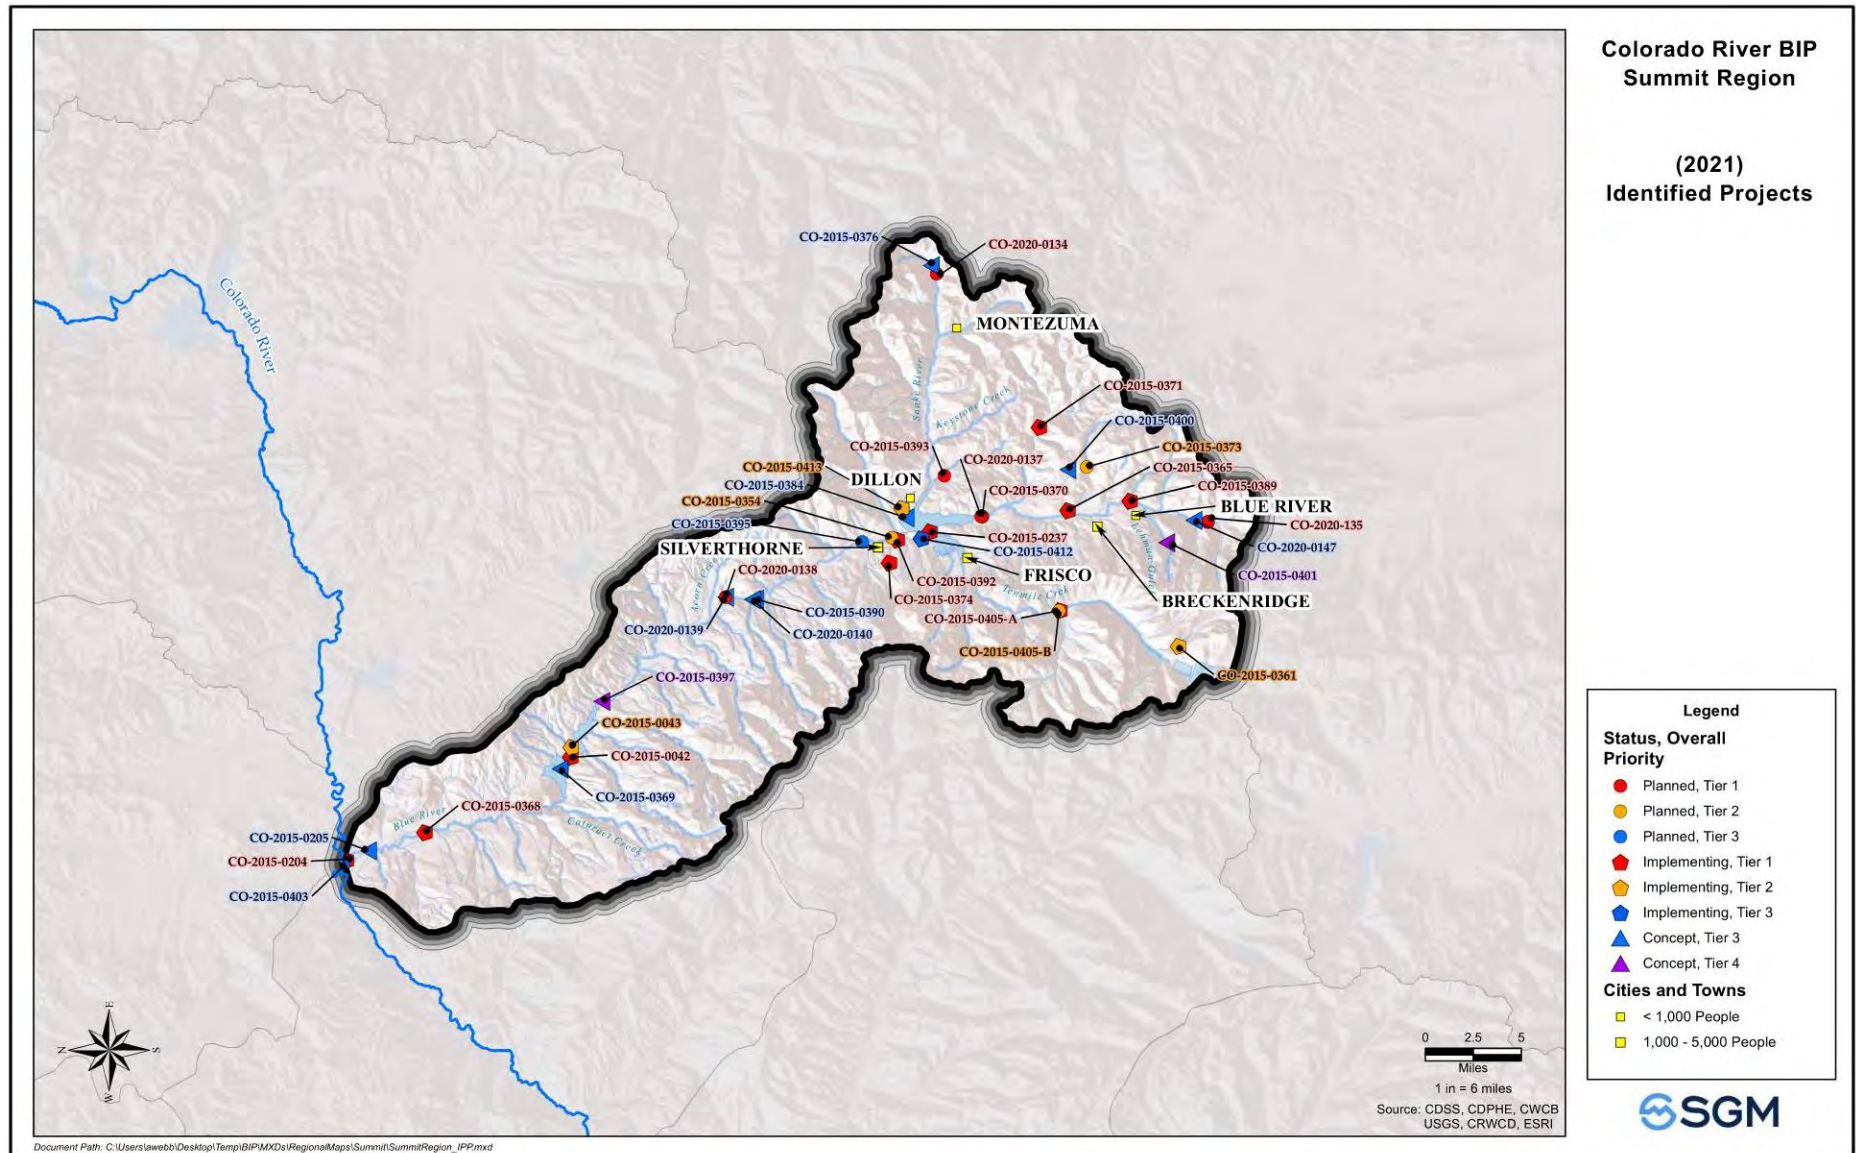 Colorado River BIP
Summit Region
(2021)
Identified Projects
Colorado River
CO-2015-0376
CO-2020-0134
MONTEZUMA
Snake River
Keystone Creek
CO-2015-0371
CO-2015-0400
CO-2015-0393
CO-2015-0373
CO-2020-0137
CO-2015-0413
CO-2015-0365
DILLON
CO-2015-0384
CO-2015-0370
CO-2015-0389
CO-2015-0354
BLUE RIVER
CO-2015-0395
CO-2020-135
CO-2015-0237
SILVERTHORNE
CO-2015-0412
CO-2020-0147
Lehman Gulch
CO-2020-0138
FRISCO
CO-2015-0401
CO-2015-0392
Acorn Creek
Tenmile Crek
CO-2015-0374
BRECKENRIDGE
CO-2015-0390
CO-2015-0405-A
CO-2020-0139
CO-2020-0140
CO-2015-0405-B
CO-2015-0361
CO-2015-0397
CO-2015-0043
CO-2015-0042
CO-2015-0369
CO-2015-0368
Blue River
Cataract Creek
CO-2015-0205
CO-2015-0204
CO-2015-0403
Legend
Status, Overall
Priority
Planned, Tier 1
Planned, Tier 2
Planned, Tier 3
Implementing, Tier 1
Implementing, Tier 2
Implementing, Tier 3
Concept, Tier 3
Concept, Tier 4
Cities and Towns
< 1,000 People
1,000 - 5,000 People
E
N
S
W
0 2.5 5
Miles
1 in = 6 miles
Source: CDSS, CDPHE, CWCB
USGS, CRWCD, ESRI
SGM
Document Path: C:\Users\awebb\Desktop\Temp\BIP\MXDs\RegionalMaps\Summit\SummitRegion_IPP.mxd